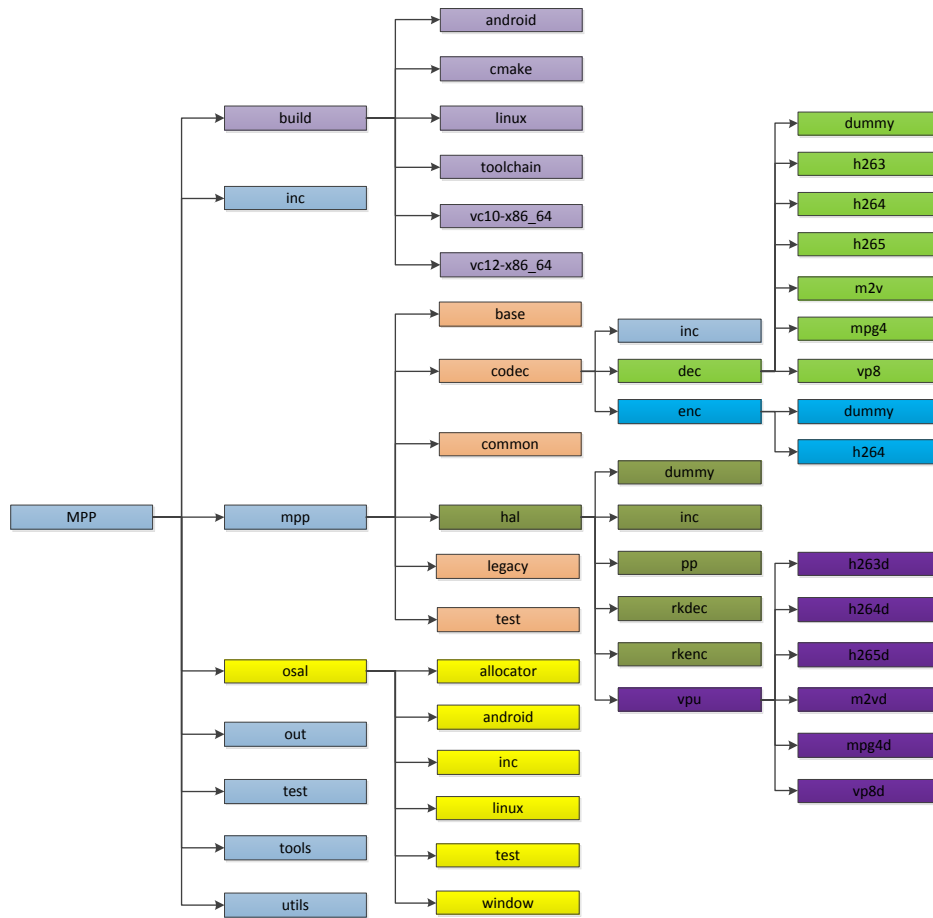 MPP
build
inc
mpp
osal
out
test
tools
utils
android
cmake
linux
toolchain
vc10-x86_64
vc12-x86_64
base
codec
common
hal
legacy
test
allocator
android
inc
linux
test
window
inc
dec
enc
dummy
inc
pp
rkdec
rkenc
vpu
dummy
h263
h264
h265
m2v
mpg4
vp8
dummy
h264
h263d
h264d
h265d
m2vd
mpg4d
vp8d